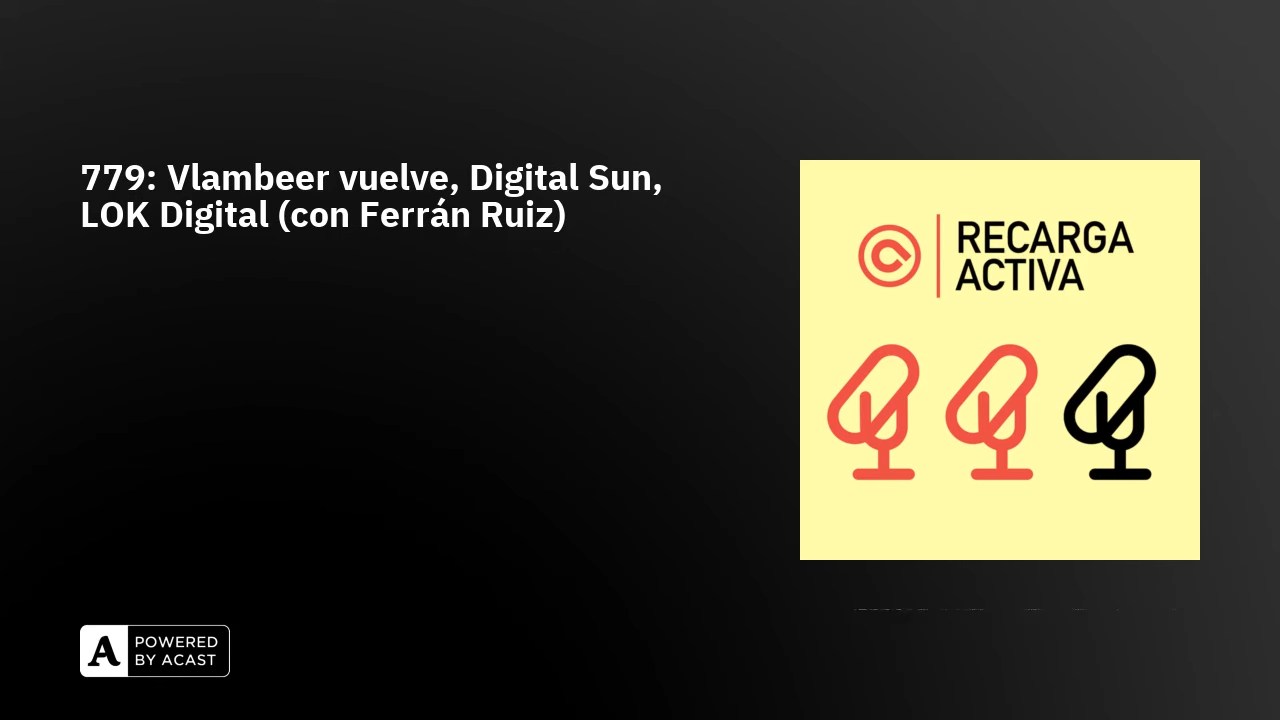 779: Vlambeer vuelve, Digital Sun,
LOK Digital (con Ferrán Ruiz)
RECARGA
ACTIVA
A POWERED
BY ACAST